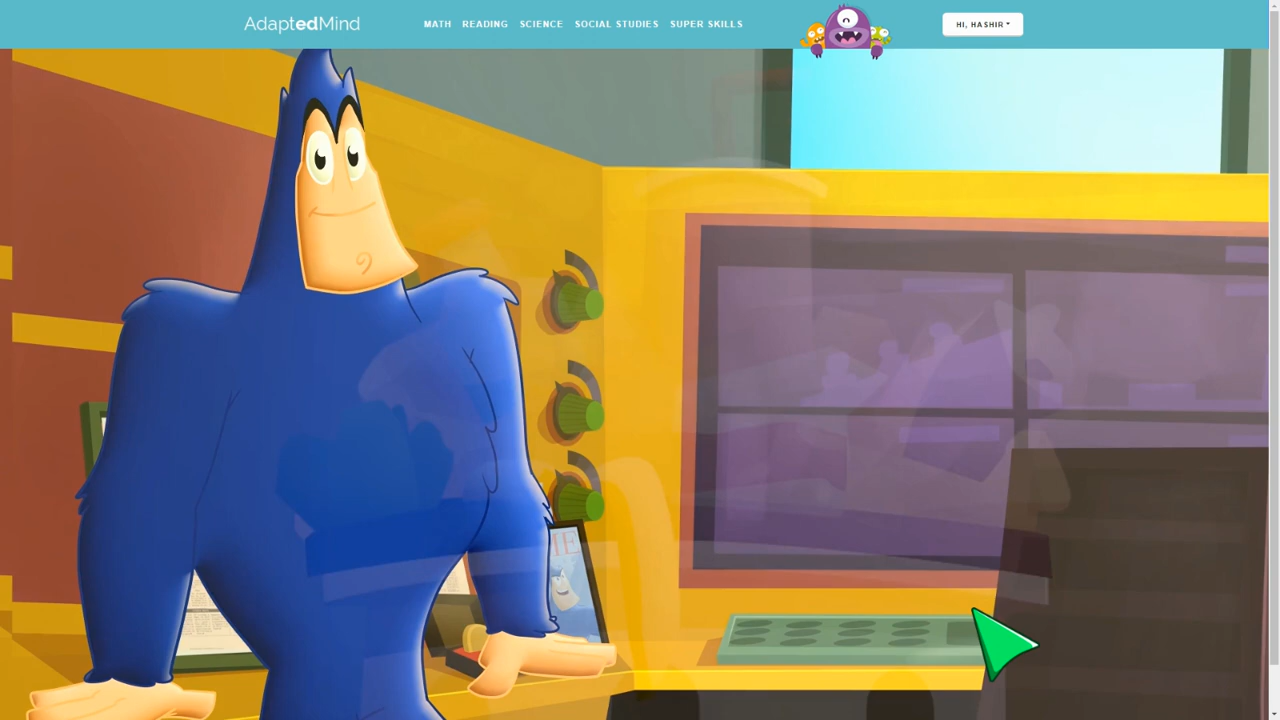 AdaptedMind
MATH
READING
SCIENCE
SOCIAL STUDIES
SUPER SKILLS
HI, HASHIR